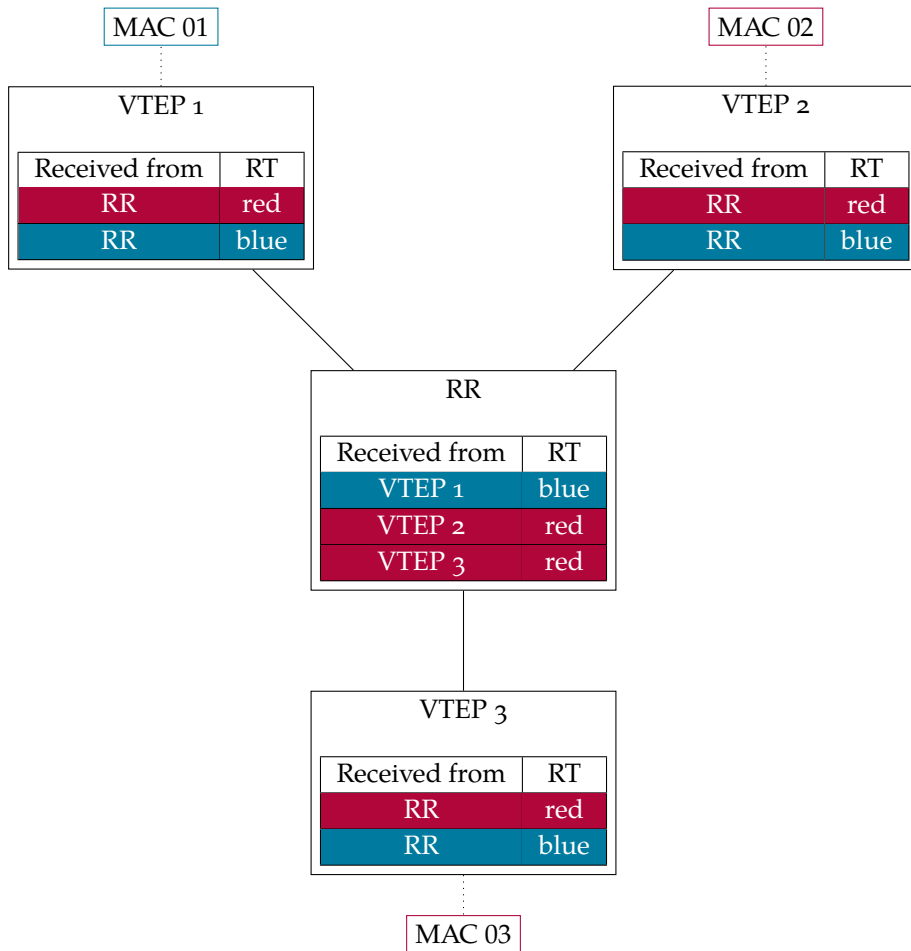 MAC 01
MAC 02
VTEP 1
Received from RT
RR red
RR blue
VTEP 2
Received from RT
RR red
RR blue
RR
Received from RT
VTEP 1 blue
VTEP 2 red
VTEP 3 red
VTEP 3
Received from RT
RR red
RR blue
MAC 03